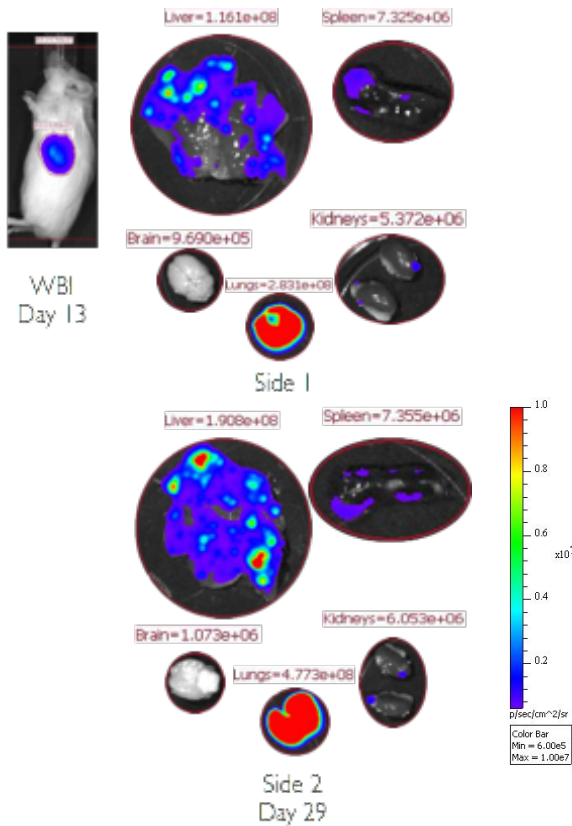 Liver=1.161e+08
Spleen=7.325e+06
Kidneys=5.372e+06
Brain=9.690e+05
Lungs=2.831e+08
WBI
Day 13
Side 1
Liver=1.908e+08
Spleen=7.355e+06
1.0
0.8
0.6
0.4
0.2
Kidneys=6.053e+06
Brain=1.073e+06
Lungs=4.773e+08
p/sec/cm^2/sr
Color Bar
Min = 6.00e5
Max = 1.00e7
Side 2
Day 29